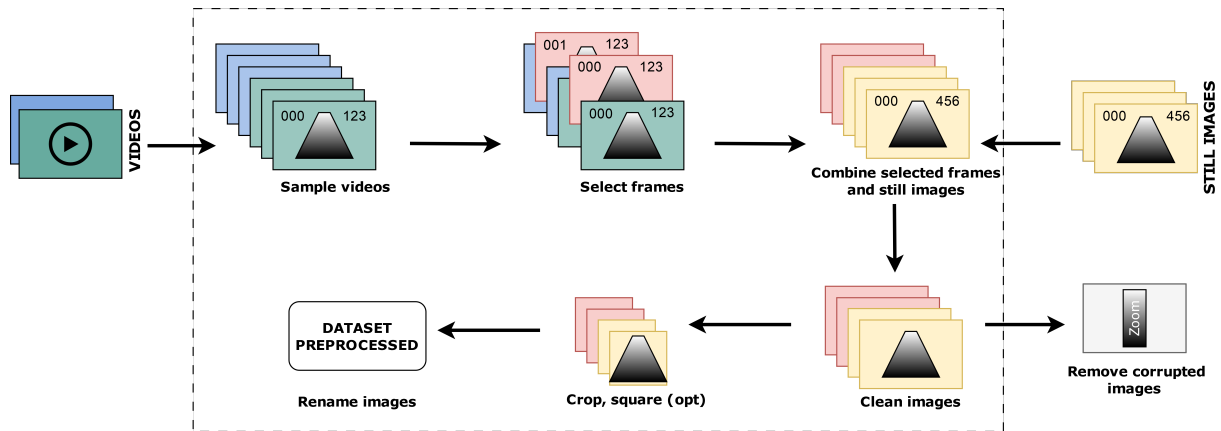 VIDEOS
000 123
Sample videos
001 123
000 123
000 123
Select frames
000 456
Combine selected frames
and still images
000 456
STILL IMAGES
DATASET
PREPROCESSED
Rename images
Crop, square (opt)
Clean images
Zoom
Remove corrupted
images